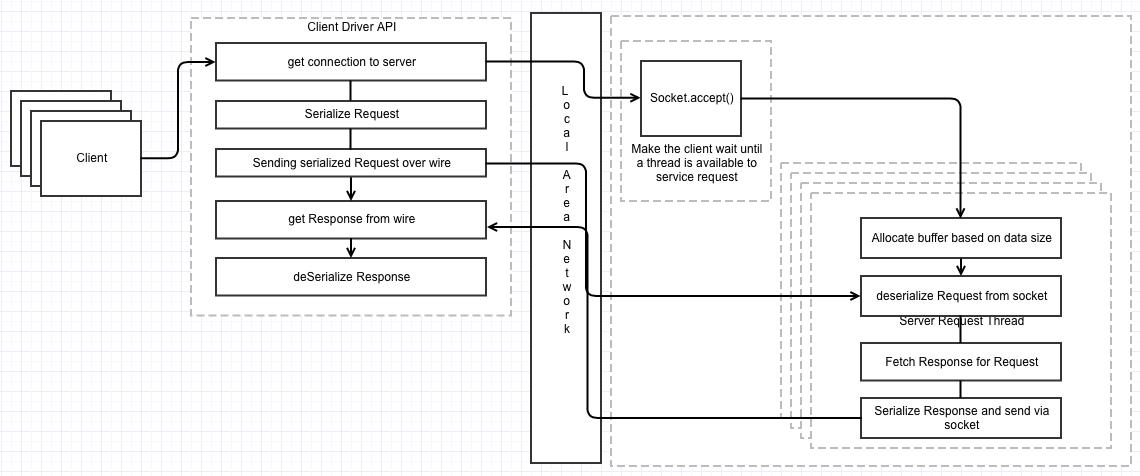 Client Driver API
get connection to server
Serialize Request
Sending serialized Request over wire
get Response from wire
deSerialize Response
Client
Local Area Network
Socket.accept()
Make the client wait until
a thread is available to
service request
Allocate buffer based on data size
deserialize Request from socket
Server Request Thread
Fetch Response for Request
Serialize Response and send via
socket